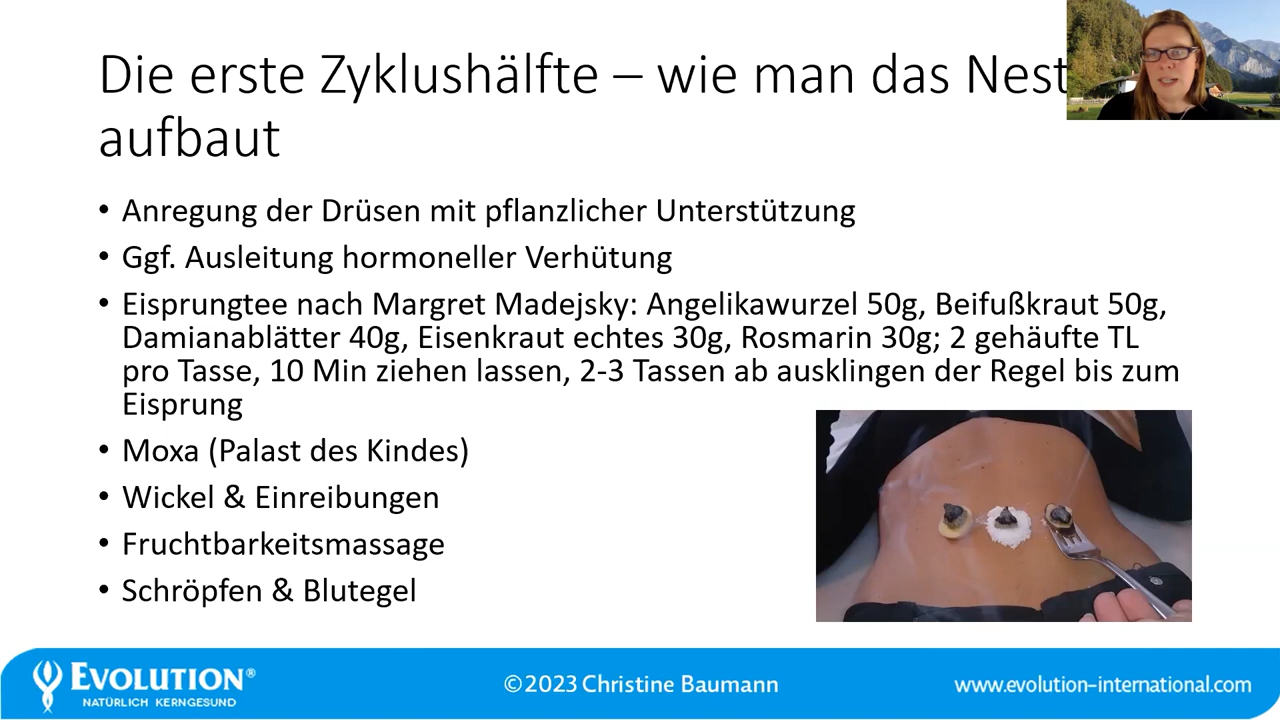 Die erste Zyklushälfte – wie man das Nest
aufbaut
• Anregung der Drüsen mit pflanzlicher Unterstützung
• Ggf. Ausleitung hormoneller Verhütung
• Eisprungtee nach Margret Madejsky: Angelikawurzel 50g, Beifußkraut 50g,
Damianablätter 40g, Eisenkraut echtes 30g, Rosmarin 30g; 2 gehäufte TL
pro Tasse, 10 Min ziehen lassen, 2-3 Tassen ab ausklingen der Regel bis zum
Eisprung
• Moxa (Palast des Kindes)
• Wickel & Einreibungen
• Fruchtbarkeitsmassage
• Schröpfen & Blutegel
EVOLUTION®
NATÜRLICH KERNGESUND
©2023 Christine Baumann
www.evolution-international.com